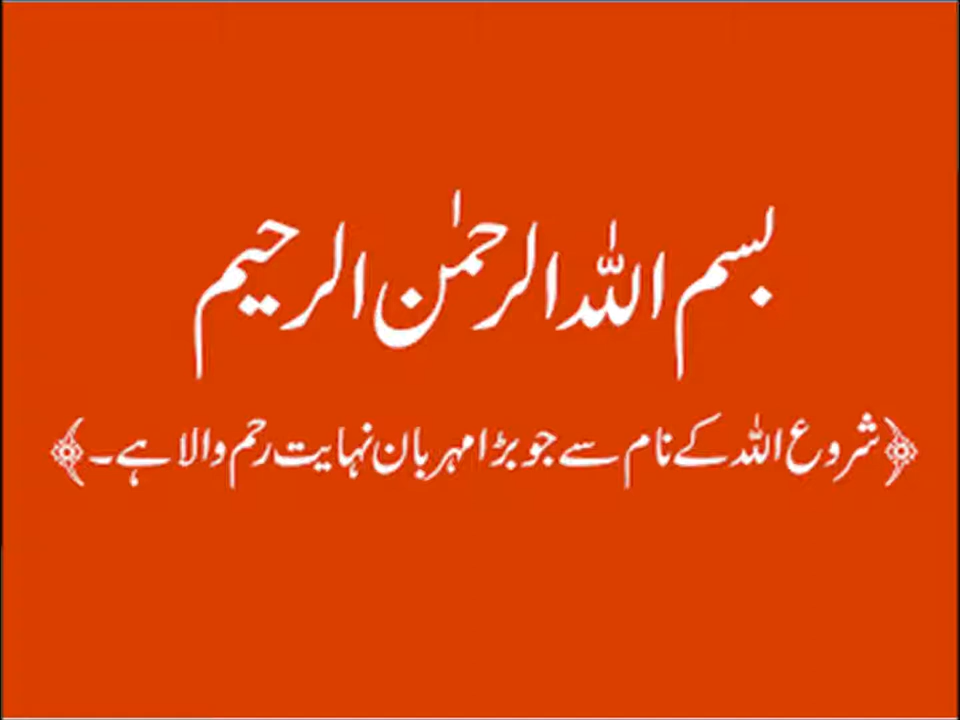 بسم اللہ الرحمٰن الرحیم
﴿شروع اللہ کے نام سے جو بڑا مہربان نہایت رحم والا ہے۔﴾